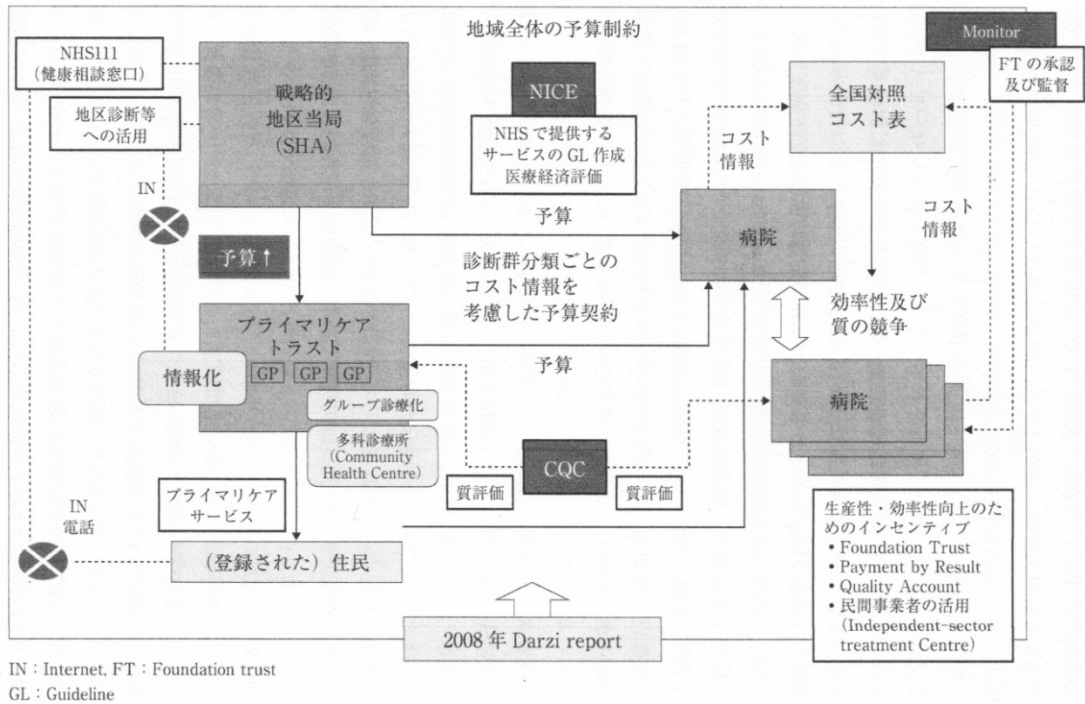 地域全体の予算制約
Monitor
FTの承認
及び監督
NHS111
(健康相談窓口)
地区診断等
への活用
戦略的
地区当局
(SHA)
NICE
NHSで提供する
サービスのGL作成
医療経済評価
全国対照
コスト表
コスト
情報
コスト
情報
IN
予算↑
予算
病院
診断群分類ごとの
コスト情報を
考慮した予算契約
効率性及び
質の競争
プライマリケア
トラスト
GP GP GP
情報化
グループ診療化
多科診療所
(Community
Health Centre)
予算
病院
CQC
質評価
質評価
プライマリケア
サービス
IN
電話
(登録された)住民
生産性・効率性向上のた
めのインセンティブ
• Foundation Trust
• Payment by Result
• Quality Account
• 民間事業者の活用
(Independent-sector
treatment Centre)
2008年 Darzi report
IN:Internet, FT:Foundation trust
GL:Guideline